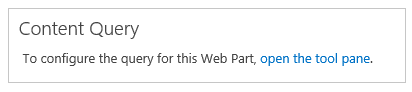 Content Query
To configure the query for this Web Part, open the tool pane.